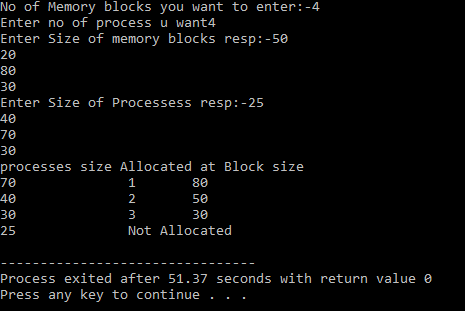 No of Memory blocks you want to enter:-4
Enter no of process u want4
Enter Size of memory blocks resp:-50
20
80
30
Enter Size of Processess resp:-25
40
70
30
processes size Allocated at Block size
70 1 80
40 2 50
30 3 30
25 Not Allocated
--------------------------------
Process exited after 51.37 seconds with return value 0
Press any key to continue . . .